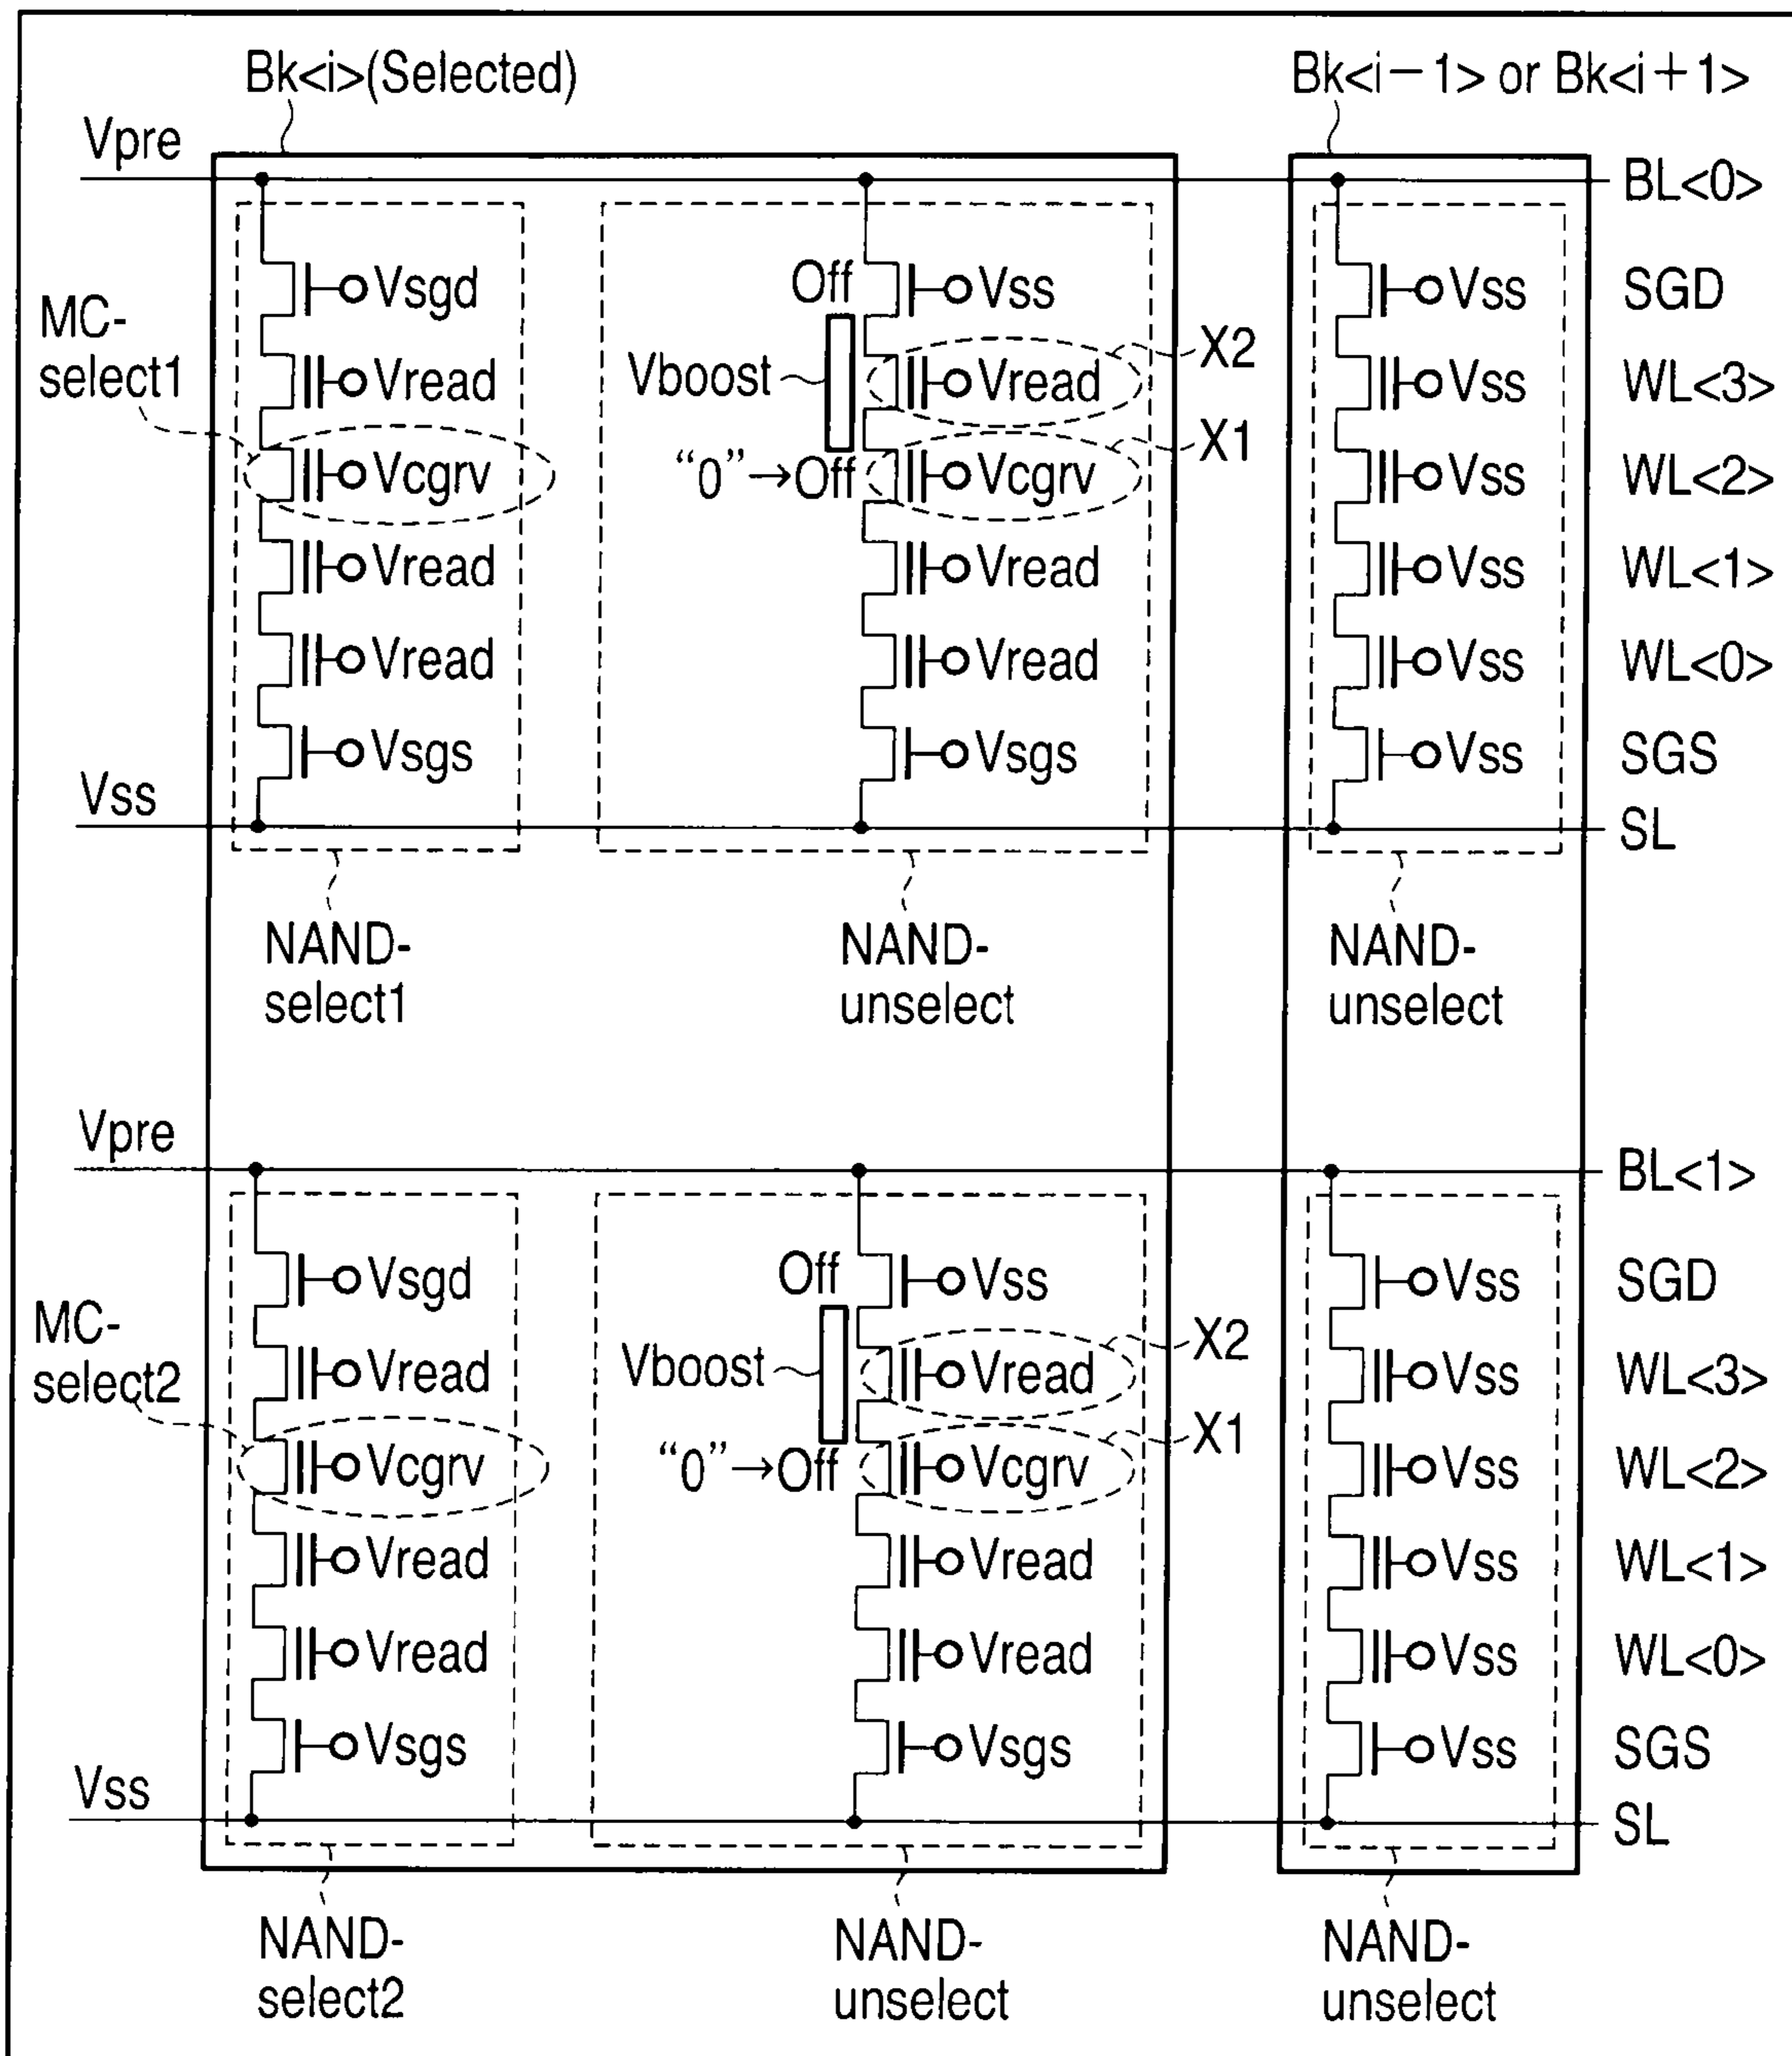 Bk<i>(Selected)
Bk<i−1> or Bk<i+1>
Vpre
BL<0>
Vsgd
Off
Vss
Vss
SGD
MC-
select1
Vread
Vboost
Vread
X2
Vss
WL<3>
Vcgrv
“0”→Off
Vcgrv
X1
Vss
WL<2>
Vread
Vread
Vss
WL<1>
Vread
Vread
Vss
WL<0>
Vsgs
Vsgs
Vss
SGS
Vss
SL
NAND-
select1
NAND-
unselect
NAND-
unselect
Vpre
BL<1>
Vsgd
Off
Vss
Vss
SGD
MC-
select2
Vread
Vboost
Vread
X2
Vss
WL<3>
Vcgrv
“0”→Off
Vcgrv
X1
Vss
WL<2>
Vread
Vread
Vss
WL<1>
Vread
Vread
Vss
WL<0>
Vsgs
Vsgs
Vss
SGS
Vss
SL
NAND-
select2
NAND-
unselect
NAND-
unselect